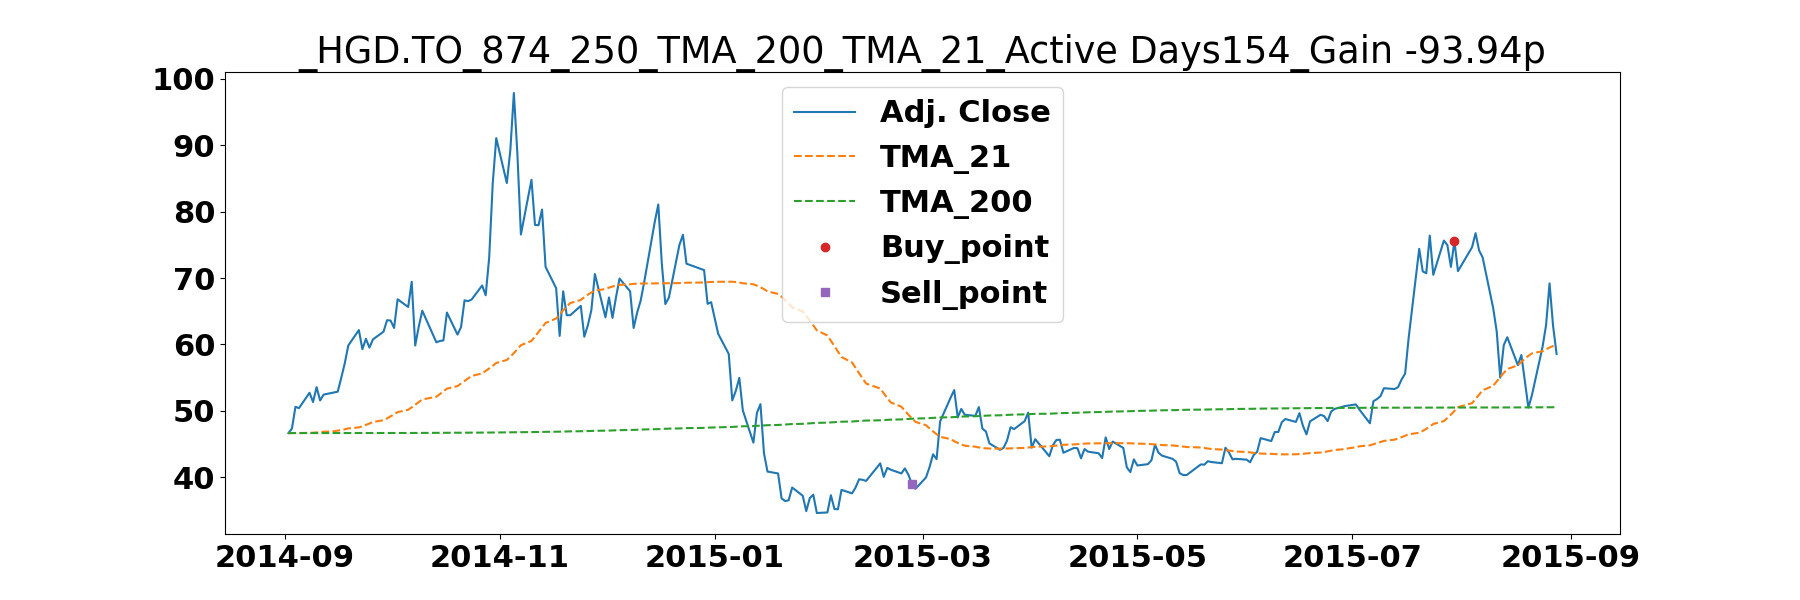 _HGD.TO_874_250_TMA_200_TMA_21_Active Days154_Gain -93.94p
100
90
80
70
60
50
40
Adj. Close
TMA_21
TMA_200
Buy_point
Sell_point
2014-09 2014-11 2015-01 2015-03 2015-05 2015-07 2015-09